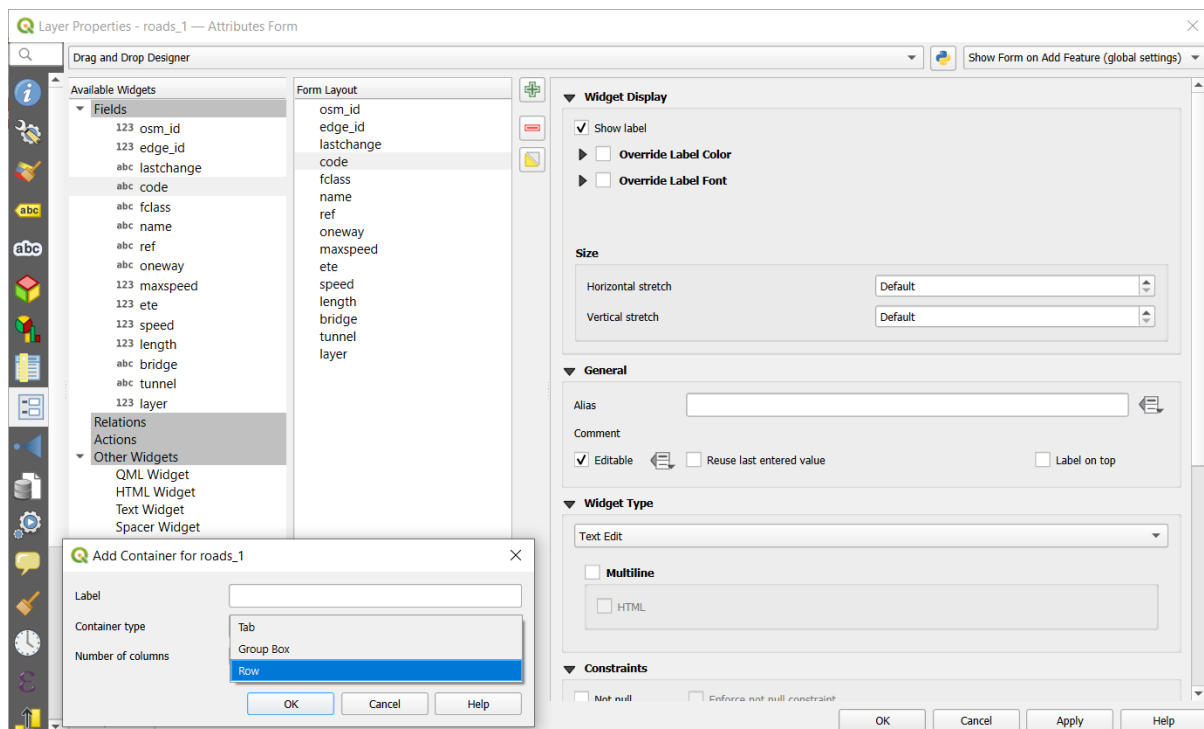 Layer Properties - roads_1 — Attributes Form
Drag and Drop Designer
Show Form on Add Feature (global settings)
Available Widgets
Fields
123 osm_id
123 edge_id
abc lastchange
abc code
abc fclass
abc name
abc ref
abc oneway
123 maxspeed
123 ete
123 speed
123 length
abc bridge
abc tunnel
123 layer
Relations
Actions
Other Widgets
QML Widget
HTML Widget
Text Widget
Spacer Widget
Form Layout
osm_id
edge_id
lastchange
code
fclass
name
ref
oneway
maxspeed
ete
speed
length
bridge
tunnel
layer
Widget Display
Show label
Override Label Color
Override Label Font
Size
Horizontal stretch
Default
Vertical stretch
Default
General
Alias
Comment
Editable
Reuse last entered value
Label on top
Widget Type
Text Edit
Multiline
HTML
Constraints
Not null
Enforce not null constraint
OK
Cancel
Apply
Help
Add Container for roads_1
Label
Container type
Tab
Group Box
Row
Number of columns
OK
Cancel
Help
abc
abc